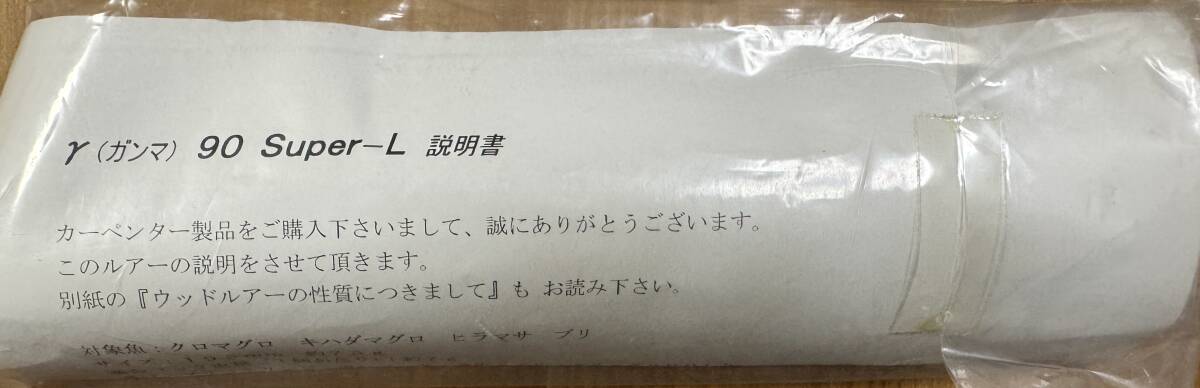 γ (ガンマ) 90 Super-L 説明書
カーペンター製品をご購入下さいまして、誠にありがとうございます。
このルアーの説明をさせて頂きます。
別紙の『ウッドルアーの性質につきまして』も お読み下さい。
対象魚：クロマグロ キハダマグロ ヒラマサ ブリ
サイズ